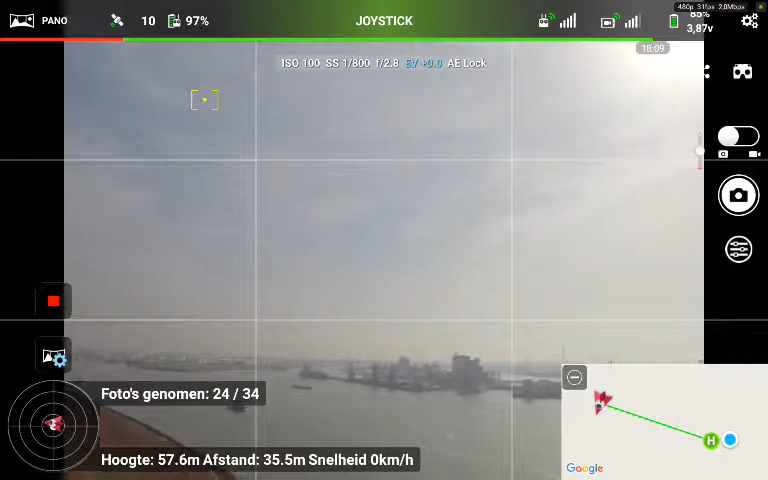 480p 31fps 2,0Mbps
PANO
10
97%
JOYSTICK
85%
3,87v
18:09
ISO 100 SS 1/800 f/2.8 EV +0.0 AE Lock
Foto's genomen: 24 / 34
H
Hoogte: 57.6m Afstand: 35.5m Snelheid 0km/h
Google